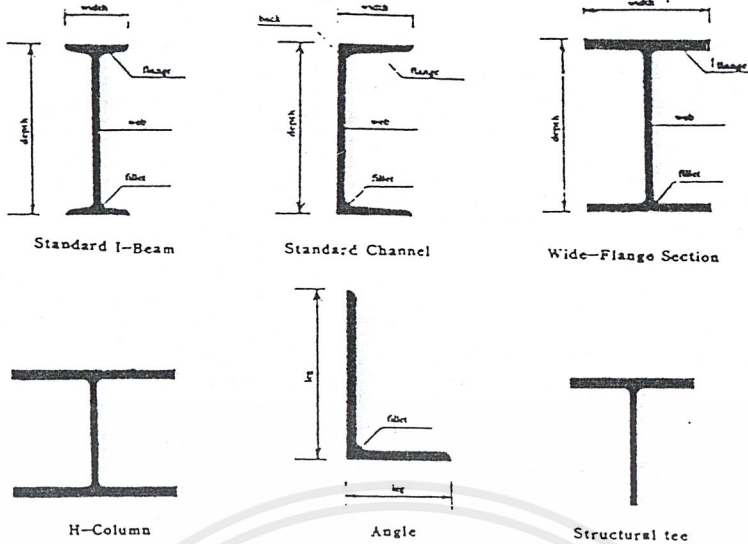 width
flange
depth
web
fillet
Standard I-Beam
back
width
flange
depth
web
fillet
Standard Channel
width
flange
depth
web
fillet
Wide-Flange Section
H-Column
leg
fillet
leg
Angle
Structural tee